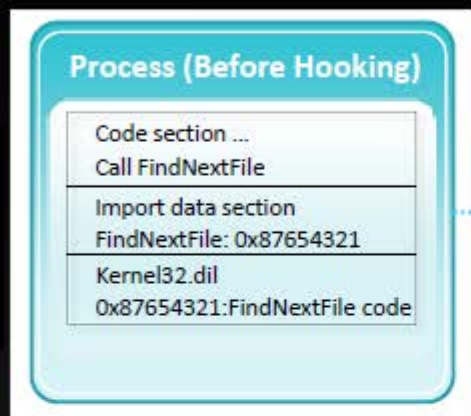 Process (Before Hooking)
Code section ...
Call FindNextFile
Import data section
FindNextFile: 0x87654321
Kernel32.dil
0x87654321:FindNextFile code